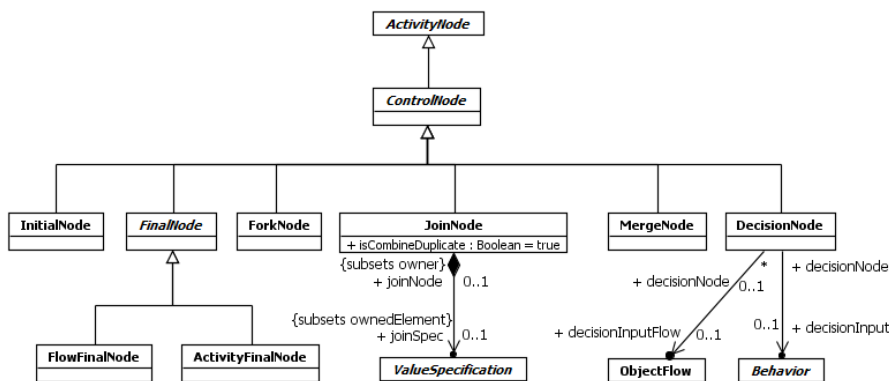 ActivityNode
ControlNode
InitialNode
FinalNode
ForkNode
JoinNode
+ isCombineDuplicate : Boolean = true
MergeNode
DecisionNode
{subsets owner}
+ joinNode
0..1
{subsets ownedElement}
+ joinSpec
0..1
*
+ decisionNode
0..1
+ decisionNode
+ decisionInputFlow
0..1
0..1
+ decisionInput
FlowFinalNode
ActivityFinalNode
ValueSpecification
ObjectFlow
Behavior